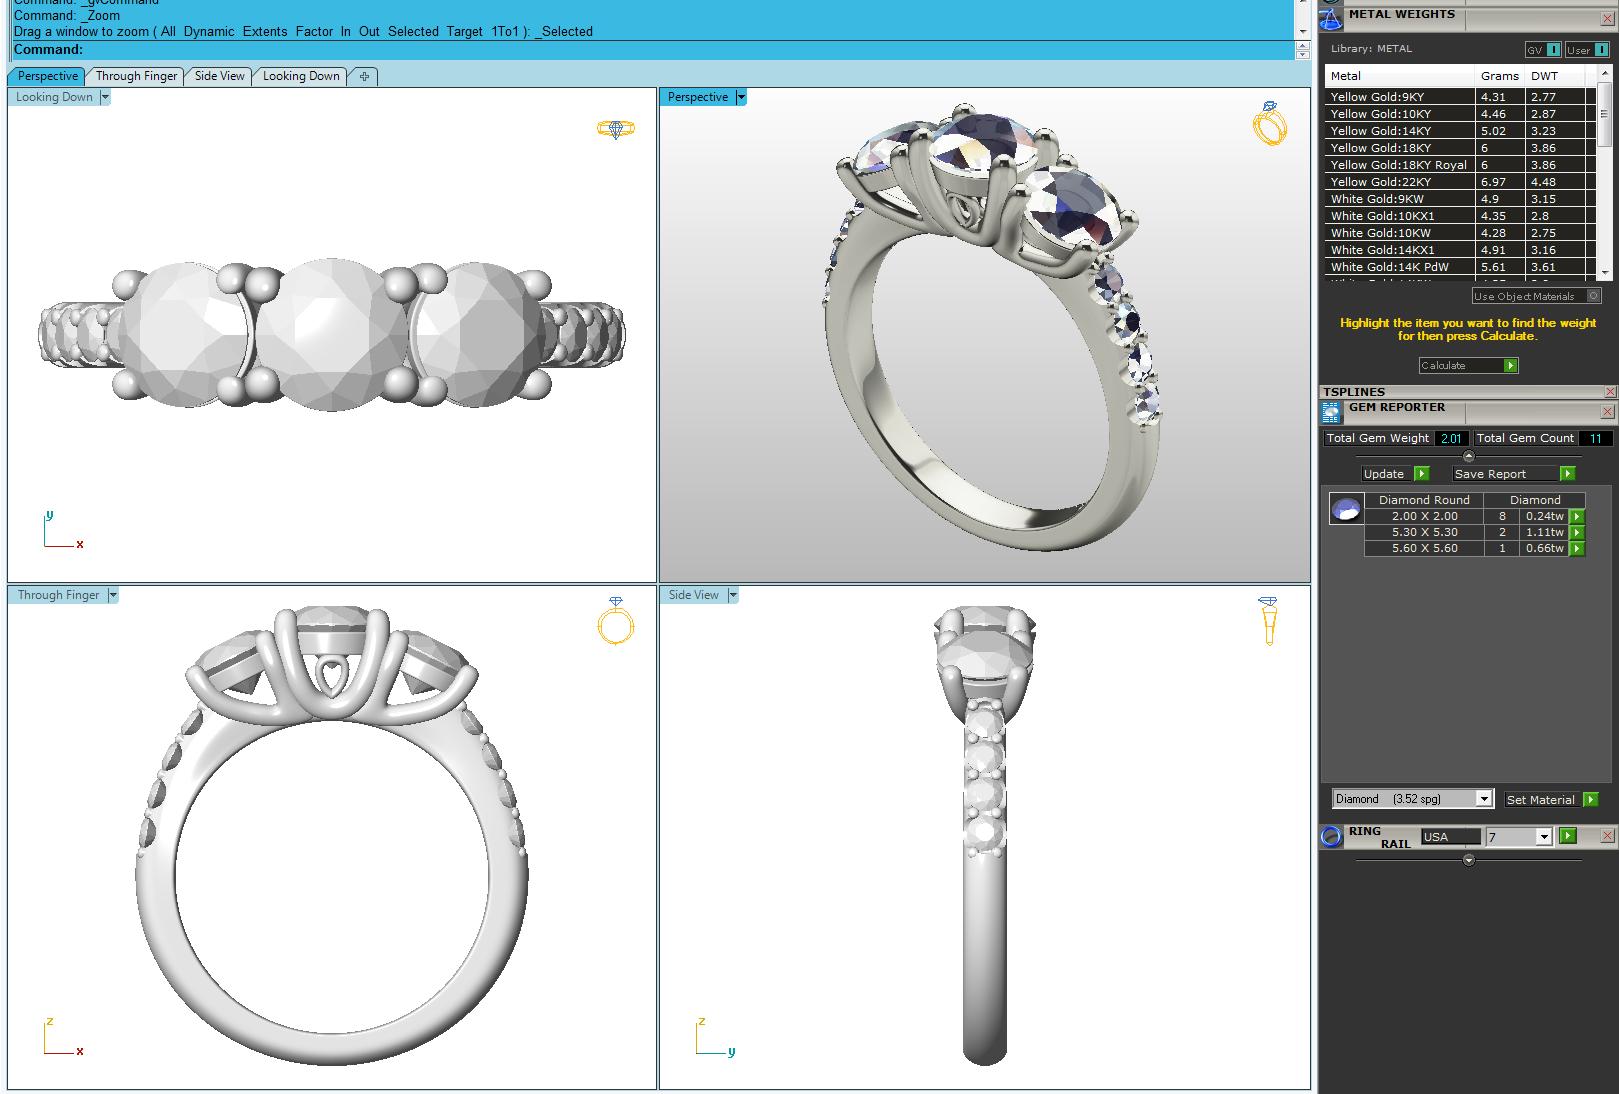 Command: _gvCommand
Command: _Zoom
Drag a window to zoom ( All  Dynamic  Extents  Factor  In  Out  Selected  Target  1To1 ): _Selected
Command:
Perspective
Through Finger
Side View
Looking Down
Looking Down
y
x
Perspective
Through Finger
z
x
Side View
z
y
METAL WEIGHTS
Library: METAL
GV
User
Metal Grams DWT
Yellow Gold:9KY 4.31 2.77
Yellow Gold:10KY 4.46 2.87
Yellow Gold:14KY 5.02 3.23
Yellow Gold:18KY 6 3.86
Yellow Gold:18KY Royal 6 3.86
Yellow Gold:22KY 6.97 4.48
White Gold:9KW 4.9 3.15
White Gold:10KX1 4.35 2.8
White Gold:10KW 4.28 2.75
White Gold:14KX1 4.91 3.16
White Gold:14K PdW 5.61 3.61
Use Object Materials
Highlight the item you want to find the weight
for then press Calculate.
Calculate
TSPLINES
GEM REPORTER
Total Gem Weight 2.01 Total Gem Count 11
Update
Save Report
Diamond Round Diamond
2.00 X 2.00 8 0.24tw
5.30 X 5.30 2 1.11tw
5.60 X 5.60 1 0.66tw
Diamond (3.52 spg)
Set Material
RING
RAIL
USA
7